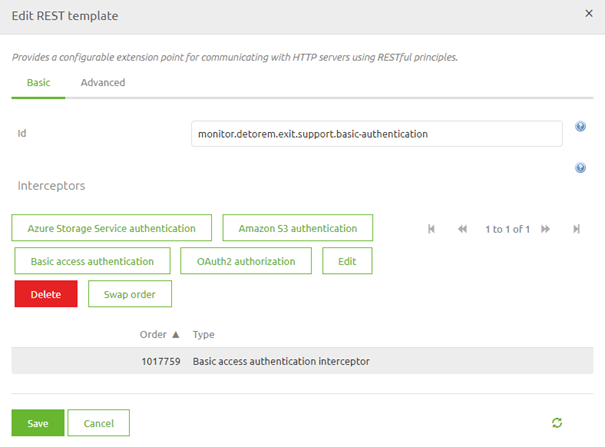 Edit REST template
×
Provides a configurable extension point for communicating with HTTP servers using RESTful principles.
Basic Advanced
Id monitor.detorem.exit.support.basic-authentication
Interceptors
Azure Storage Service authentication Amazon S3 authentication 1 to 1 of 1
Basic access authentication OAuth2 authorization Edit
Delete Swap order
Order ▲ Type
1017759 Basic access authentication interceptor
Save Cancel